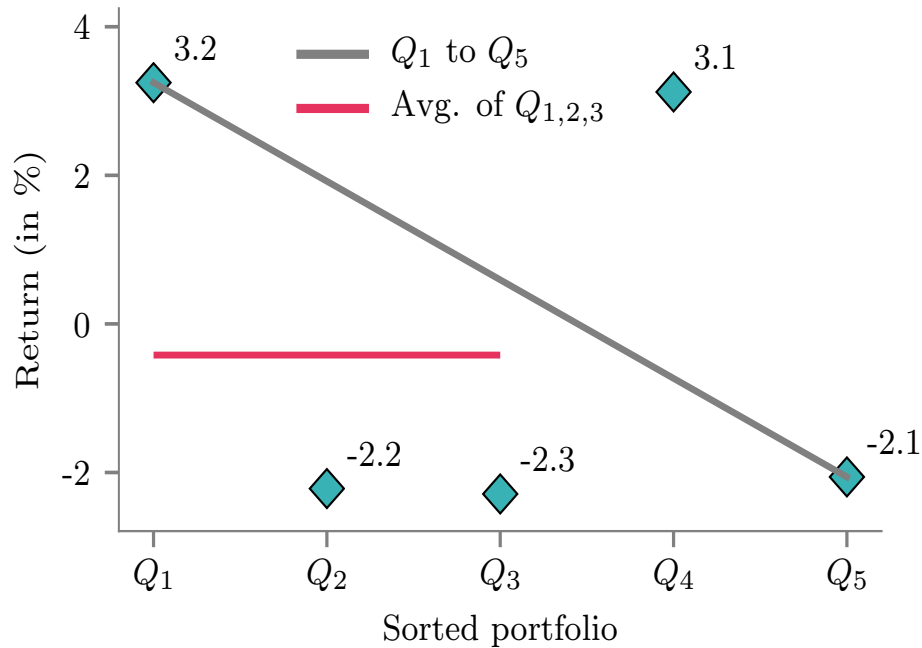 4
3.2
Q1 to Q5
3.1
Avg. of Q1,2,3
2
Return (in %)
0
-2.2
-2.3
-2.1
-2
Q1
Q2
Q3
Q4
Q5
Sorted portfolio